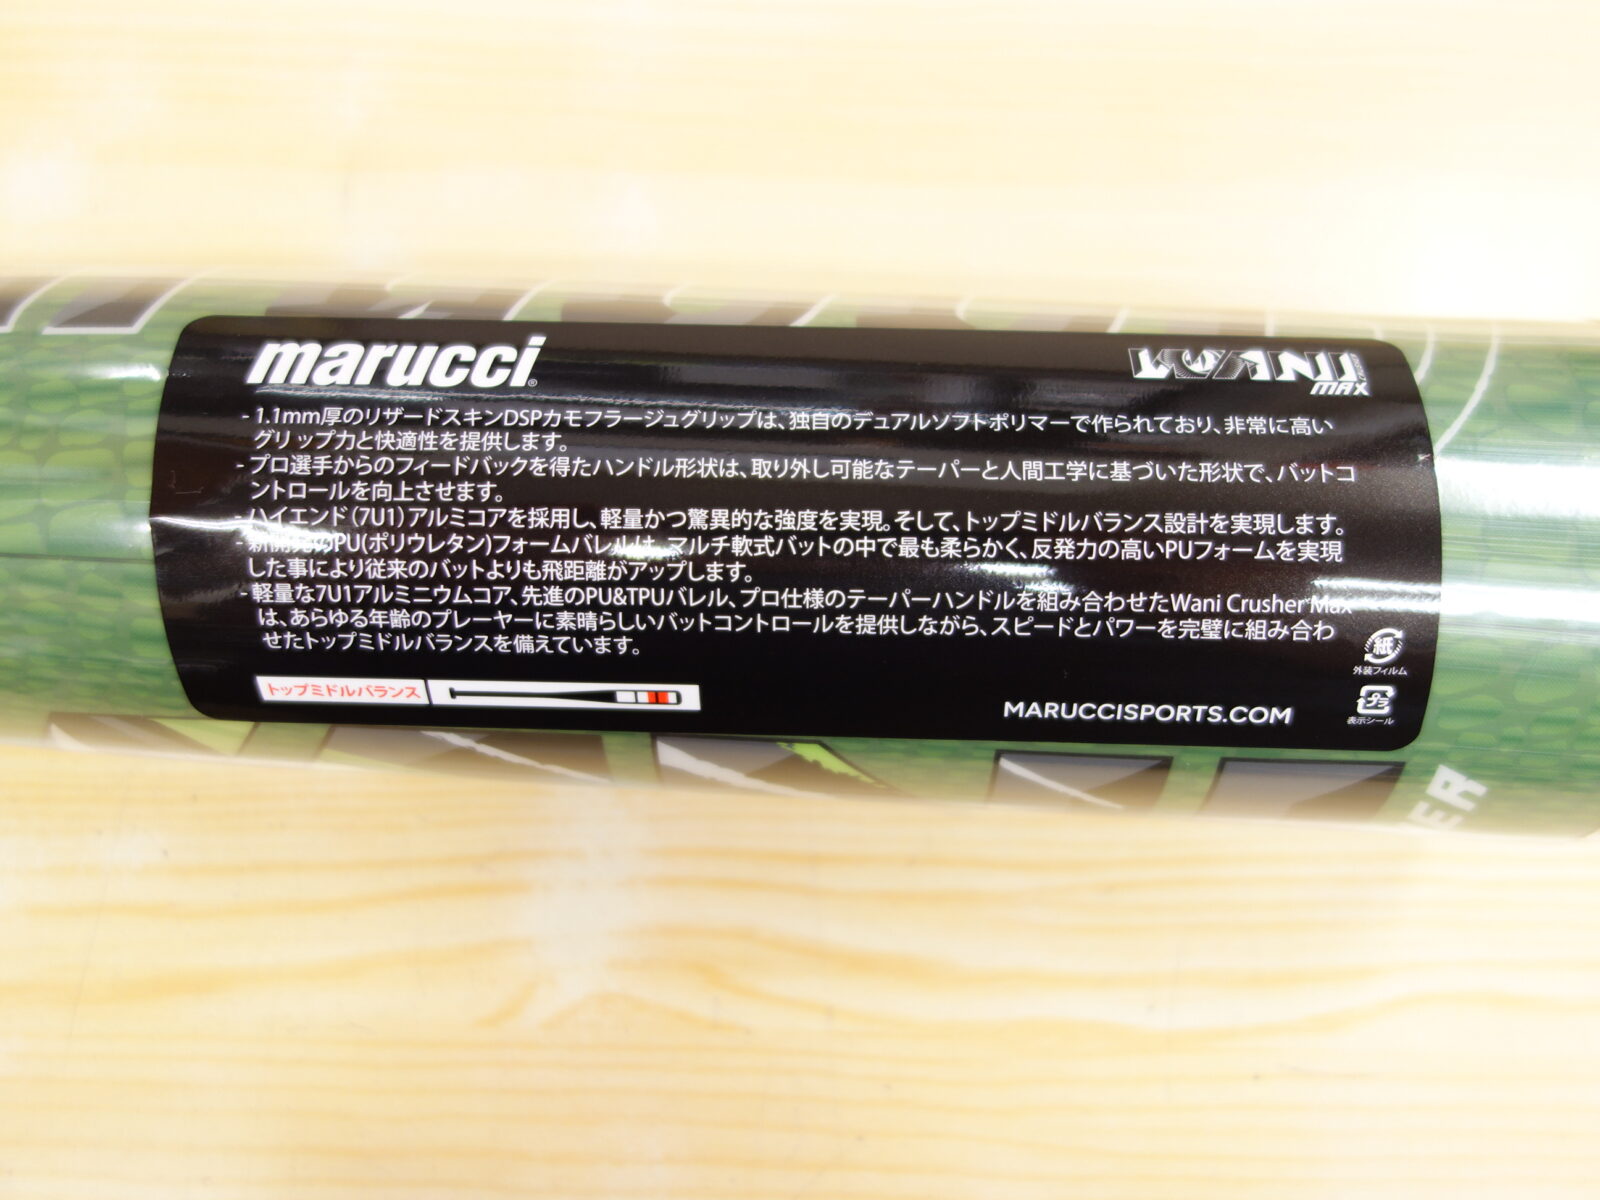 marucci
WANI
MAX
- 1.1mm厚のリザードスキンDSPカモフラージュグリップは、独自のデュアルソフトポリマーで作られており、非常に高い
グリップ力と快適性を提供します。
- プロ選手からのフィードバックを得たハンドル形状は、取り外し可能なテーパーと人間工学に基づいた形状で、バットコ
ントロールを向上させます。
- ハイエンド（7U1）アルミコアを採用し、軽量かつ驚異的な強度を実現。そして、トップミドルバランス設計を実現します。
- 新開発のPU(ポリウレタン)フォームバレルは、マルチ軟式バットの中で最も柔らかく、反発力の高いPUフォームを実現
した事により従来のバットよりも飛距離がアップします。
- 軽量な7U1アルミニウムコア、先進のPU&TPUバレル、プロ仕様のテーパーハンドルを組み合わせたWani Crusher Max
は、あらゆる年齢のプレーヤーに素晴らしいバットコントロールを提供しながら、スピードとパワーを完璧に組み合わ
せたトップミドルバランスを備えています。
紙
外装フィルム
トップミドルバランス
MARUCCISPORTS.COM
プラ
表示シール
ER